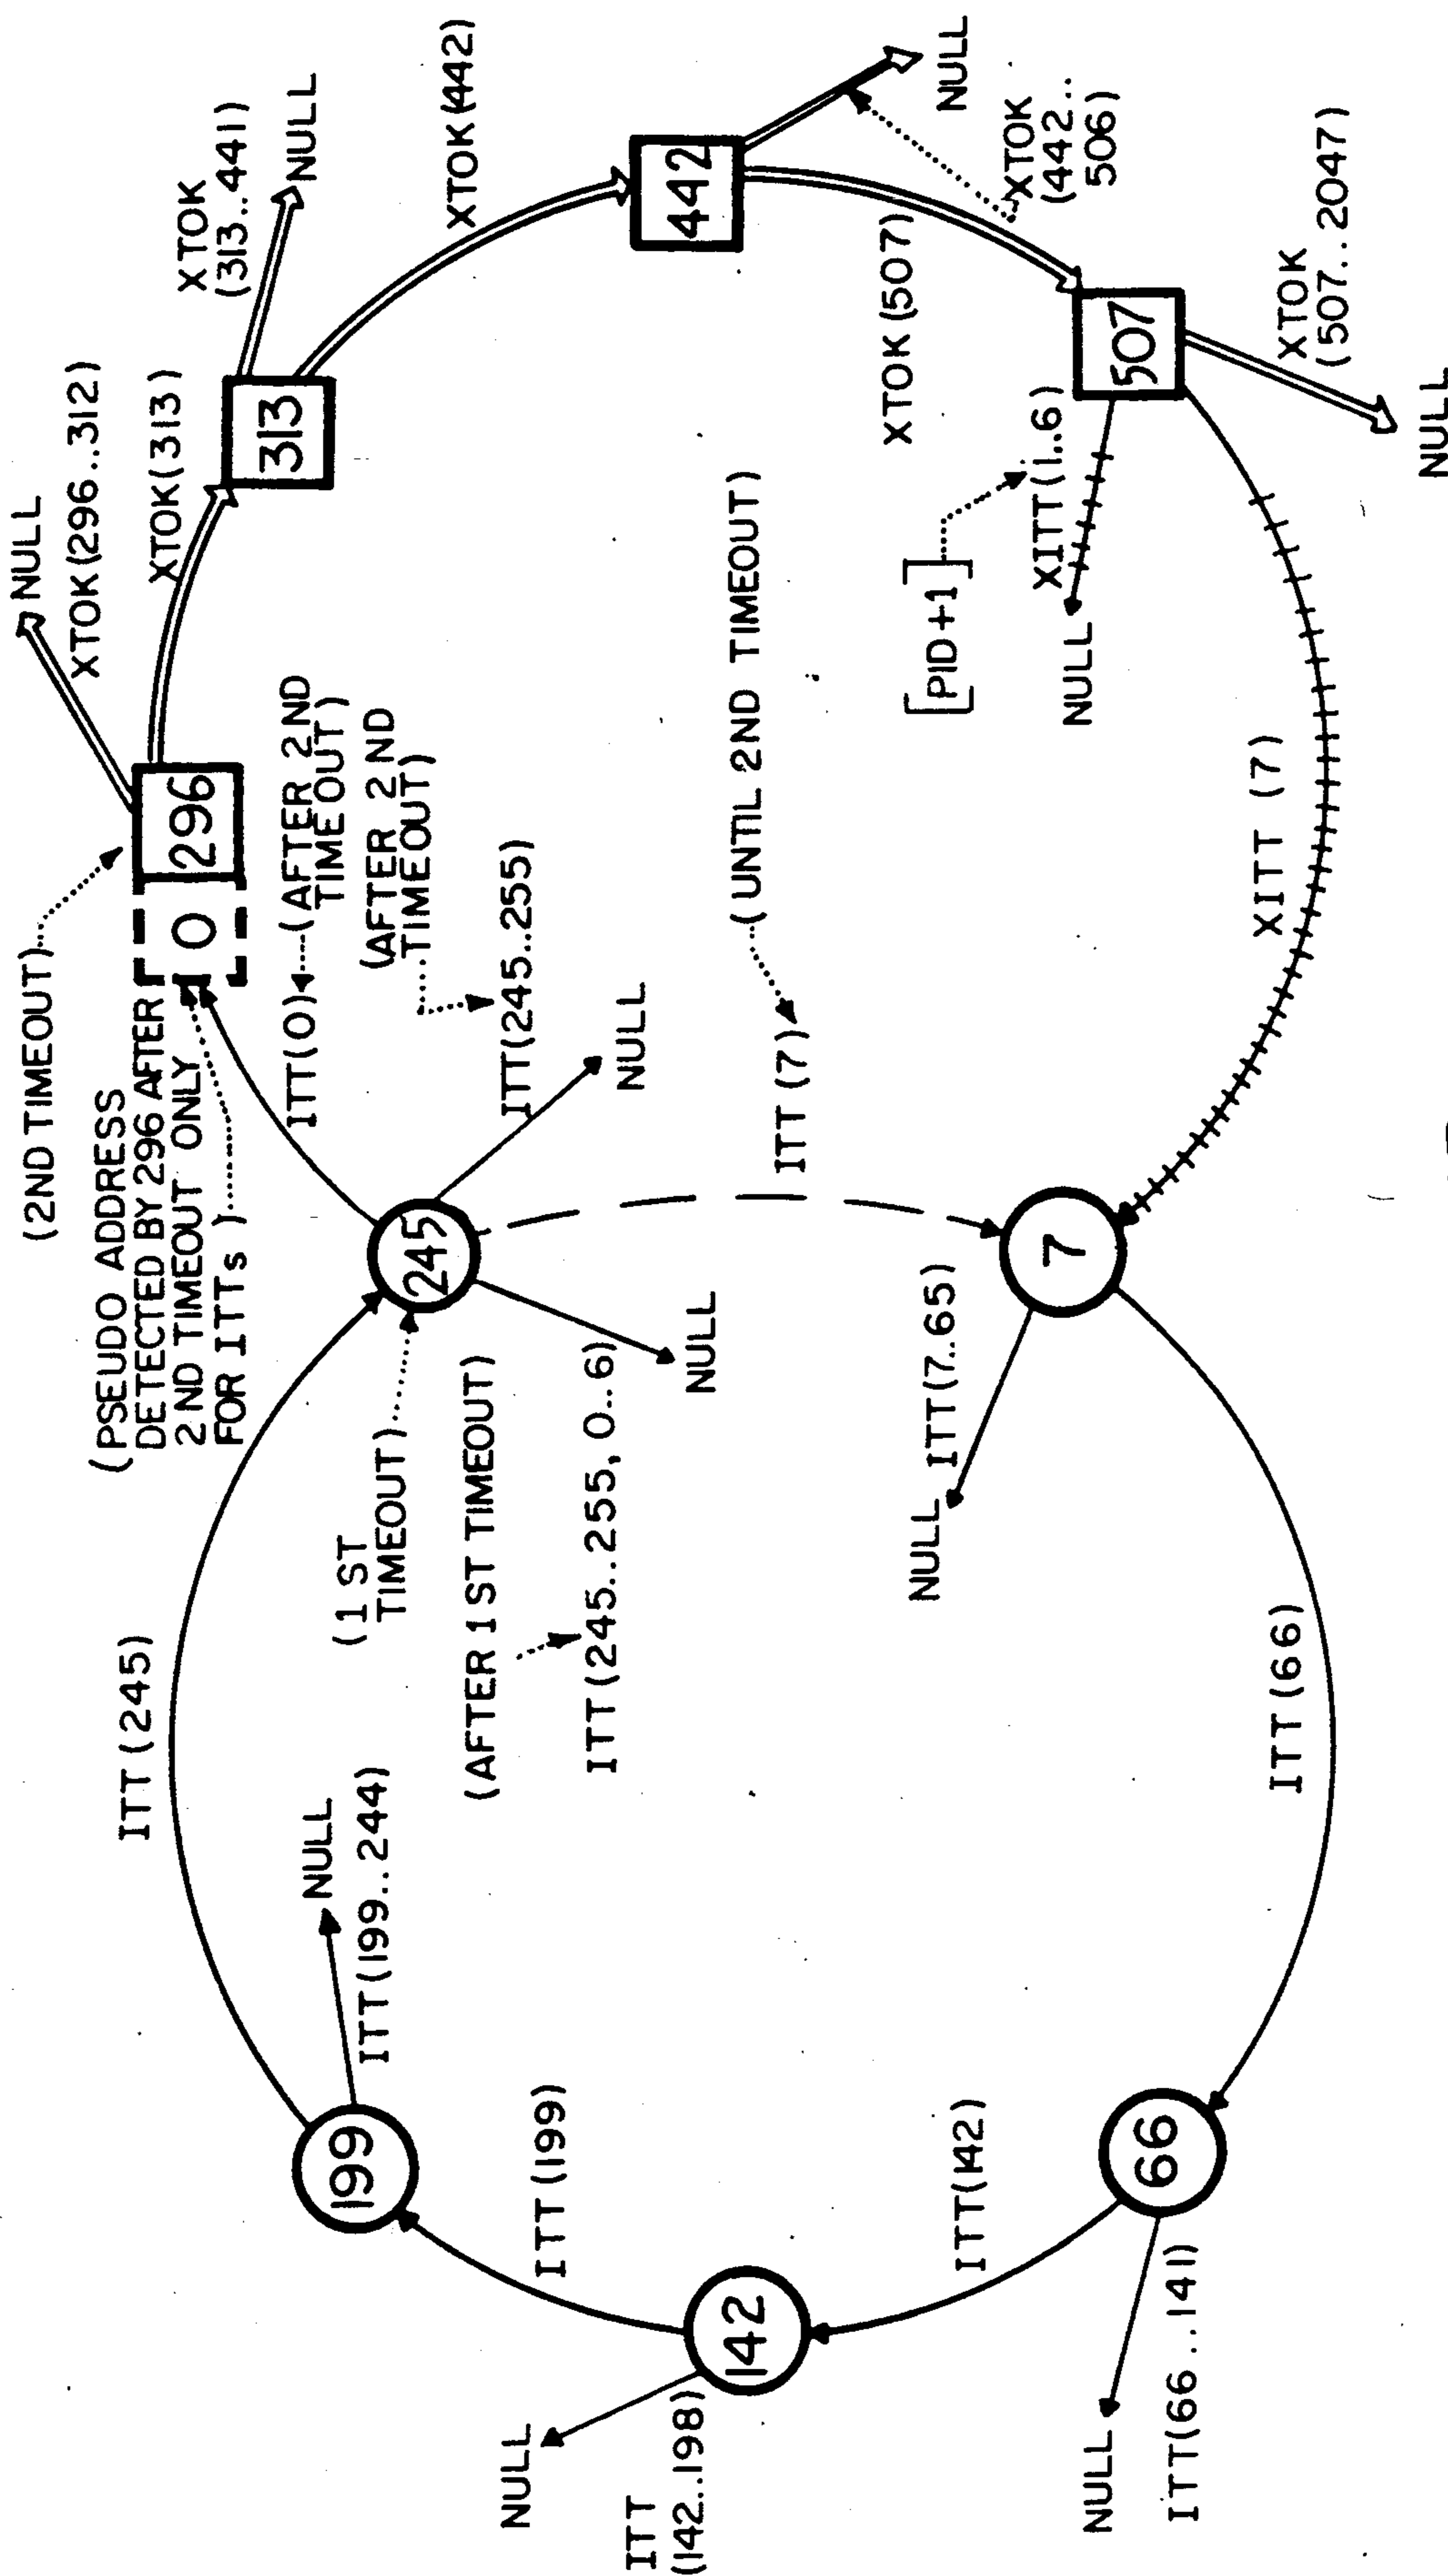 (2ND TIMEOUT)
(PSEUDO ADDRESS
DETECTED BY 296 AFTER
2ND TIMEOUT ONLY
FOR ITTs)
0
296
NULL
XTOK(296..312)
XTOK(313)
313
XTOK
(313..441)
NULL
XTOK(442)
442
NULL
XTOK
(442..
506)
XTOK(507)
507
XTOK
(507..2047)
NULL
[PID+1]
XITT(1..6)
NULL
XITT (7)
ITT(0)
(AFTER 2ND
TIMEOUT)
(AFTER 2ND
TIMEOUT)
ITT(245..255)
NULL
(UNTIL 2ND TIMEOUT)
ITT (7)
245
(1 ST
TIMEOUT)
(AFTER 1ST TIMEOUT)
ITT(245..255, 0..6)
NULL
7
NULL
ITT(7..65)
ITT(66)
66
NULL
ITT(66...141)
ITT(142)
142
NULL
ITT
(142..198)
ITT(199)
199
NULL
ITT(199..244)
ITT(245)